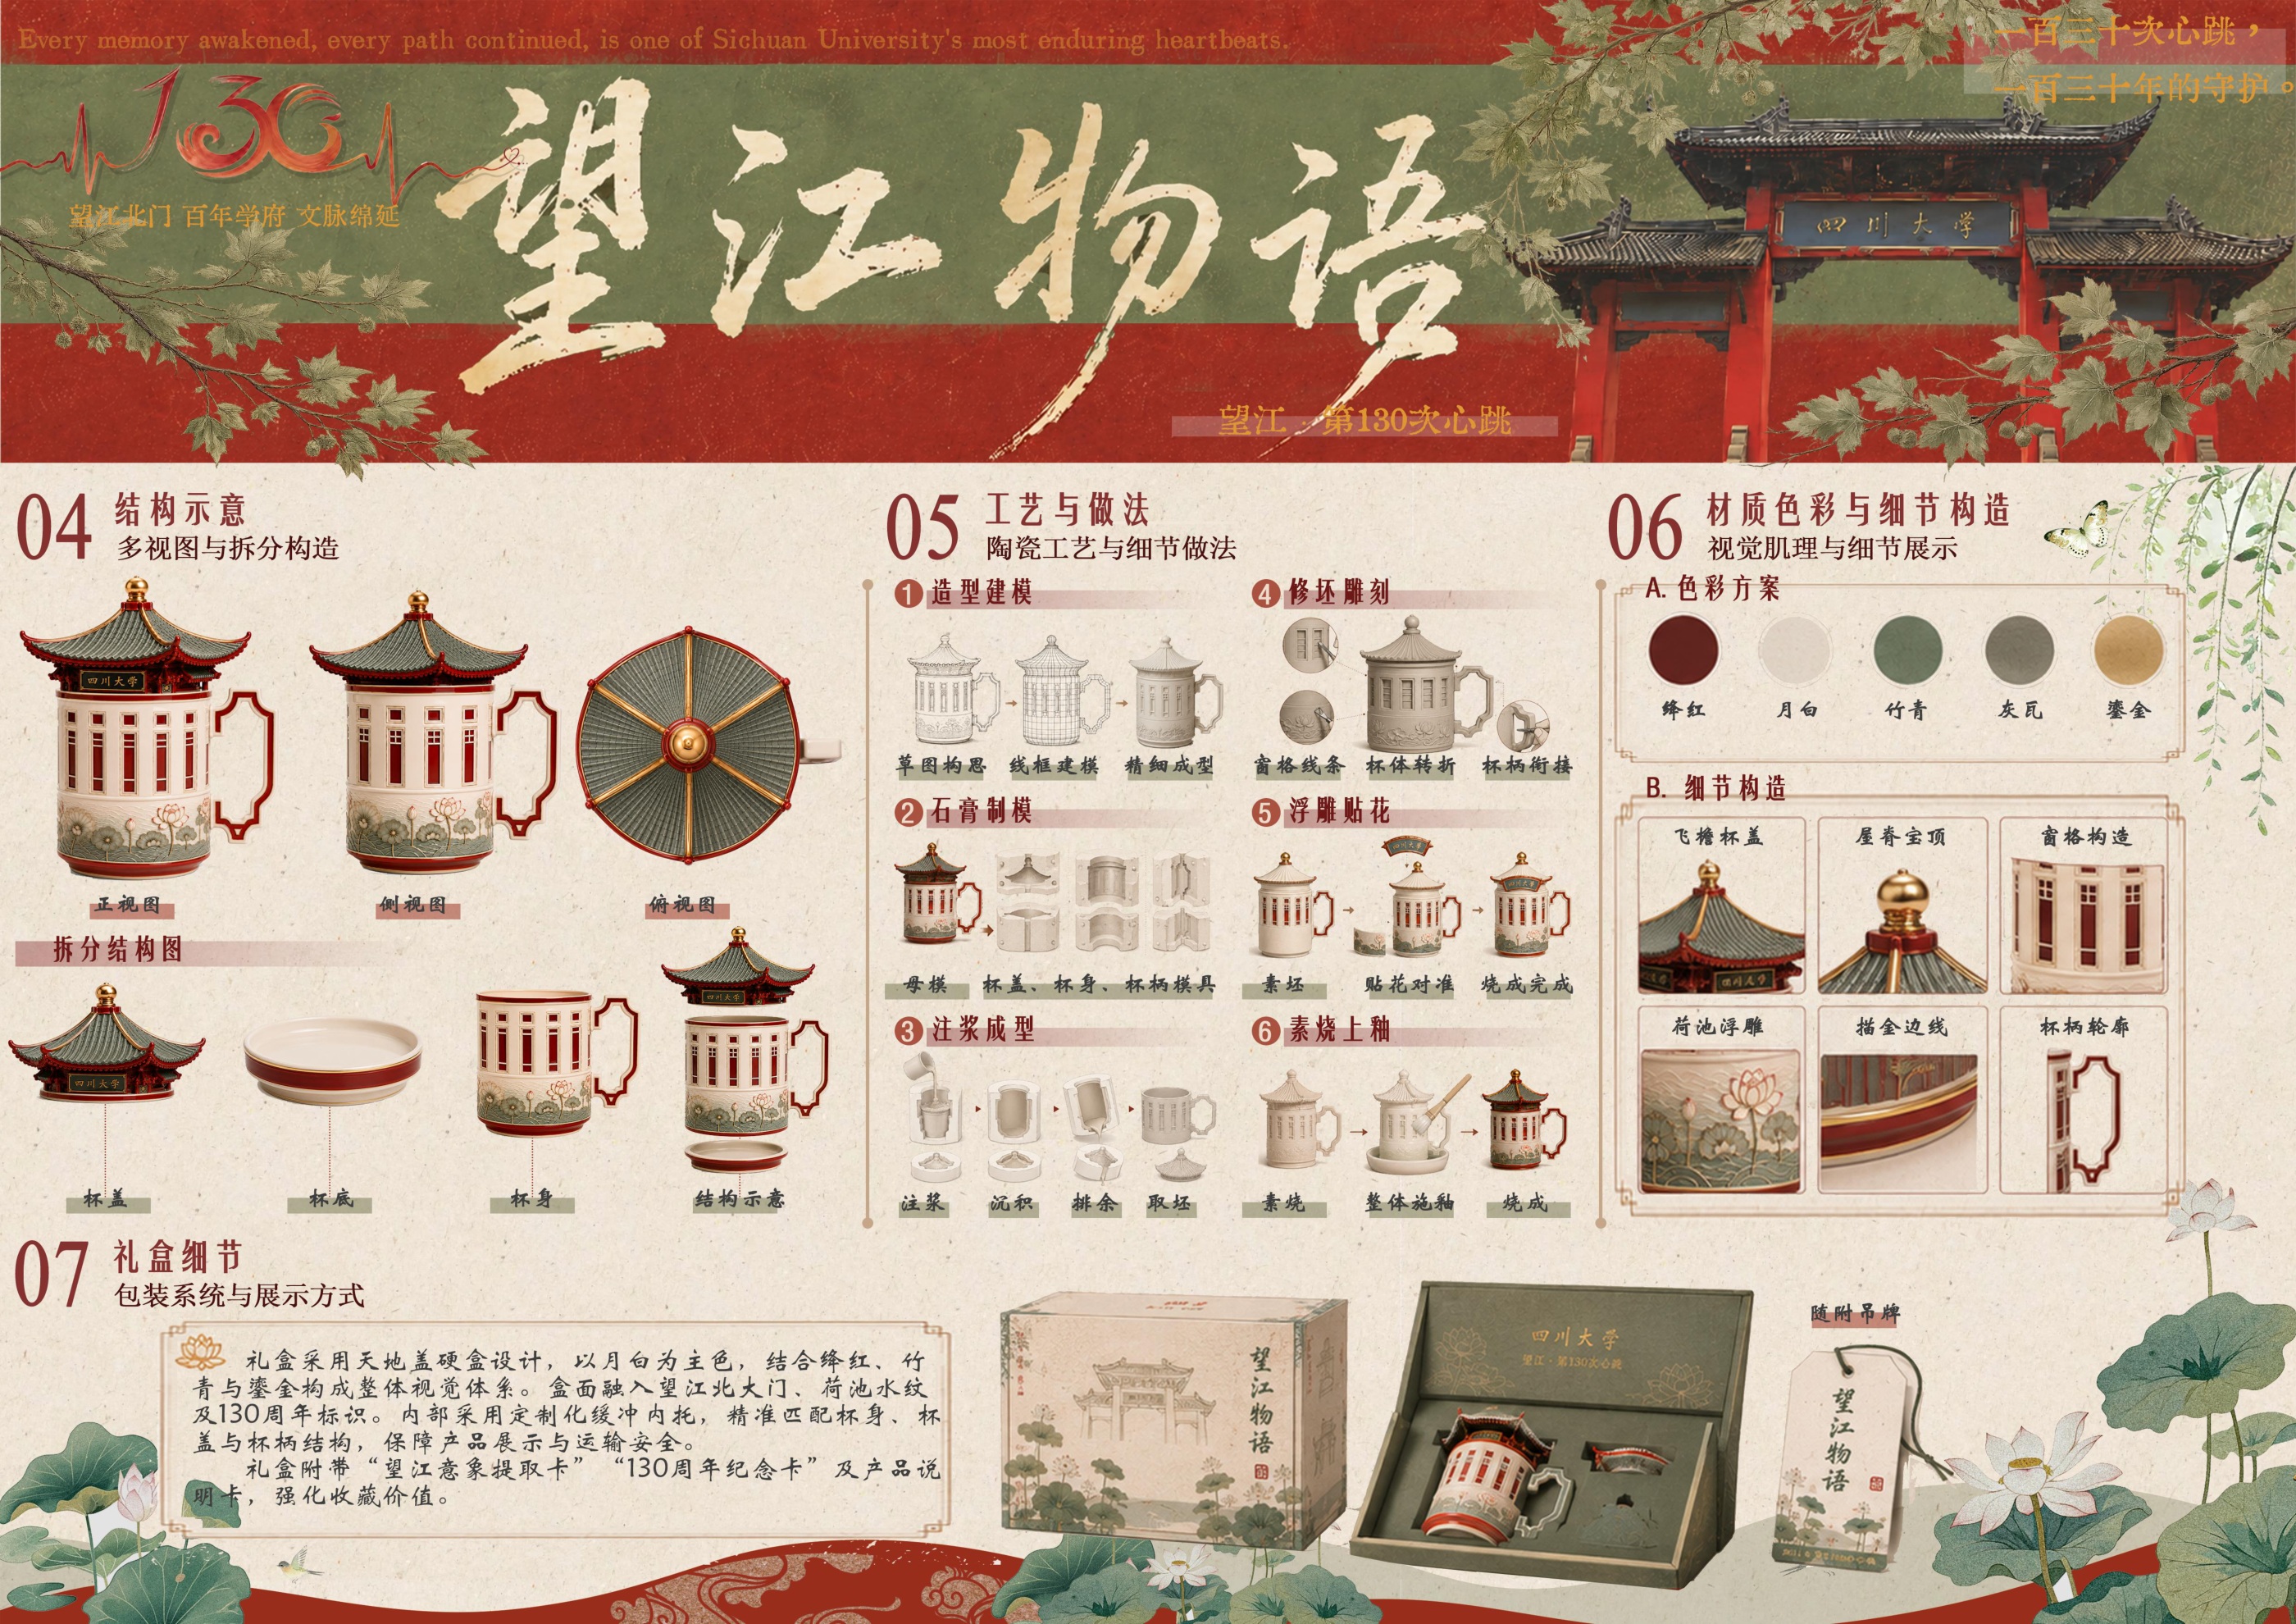 Every memory awakened, every path continued, is one of Sichuan University's most enduring heartbeats.
一百三十次心跳，
一百三十年的守护。
130
望江北门 百年学府 文脉绵延
望江物语
四川大学
望江·第130次心跳
04 结构示意
多视图与拆分构造
四川大学
正视图
侧视图
俯视图
拆分结构图
四川大学
四川大学
杯盖
杯底
杯身
结构示意
05 工艺与做法
陶瓷工艺与细节做法
1 造型建模
草图构思
线框建模
精细成型
2 石膏制模
母模
杯盖、杯身、杯柄模具
3 注浆成型
注浆
沉积
排余
取坯
4 修坯雕刻
窗格线条
杯体转折
杯柄衔接
5 浮雕贴花
四川大学
四川大学
素坯
贴花对准
烧成完成
6 素烧上釉
素烧
整体施釉
烧成
06 材质色彩与细节构造
视觉肌理与细节展示
A. 色彩方案
绛红
月白
竹青
灰瓦
鎏金
B. 细节构造
飞檐杯盖
屋脊宝顶
窗格构造
四川大学
荷池浮雕
描金边线
杯柄轮廓
07 礼盒细节
包装系统与展示方式
礼盒采用天地盖硬盒设计，以月白为主色，结合绛红、竹
青与鎏金构成整体视觉体系。盒面融入望江北大门、荷池水纹
及130周年标识。内部采用定制化缓冲内托，精准匹配杯身、杯
盖与杯柄结构，保障产品展示与运输安全。
礼盒附带“望江意象提取卡”“130周年纪念卡”及产品说
明卡，强化收藏价值。
望江物语
四川大学
望江·第130次心跳
随附吊牌
望江物语